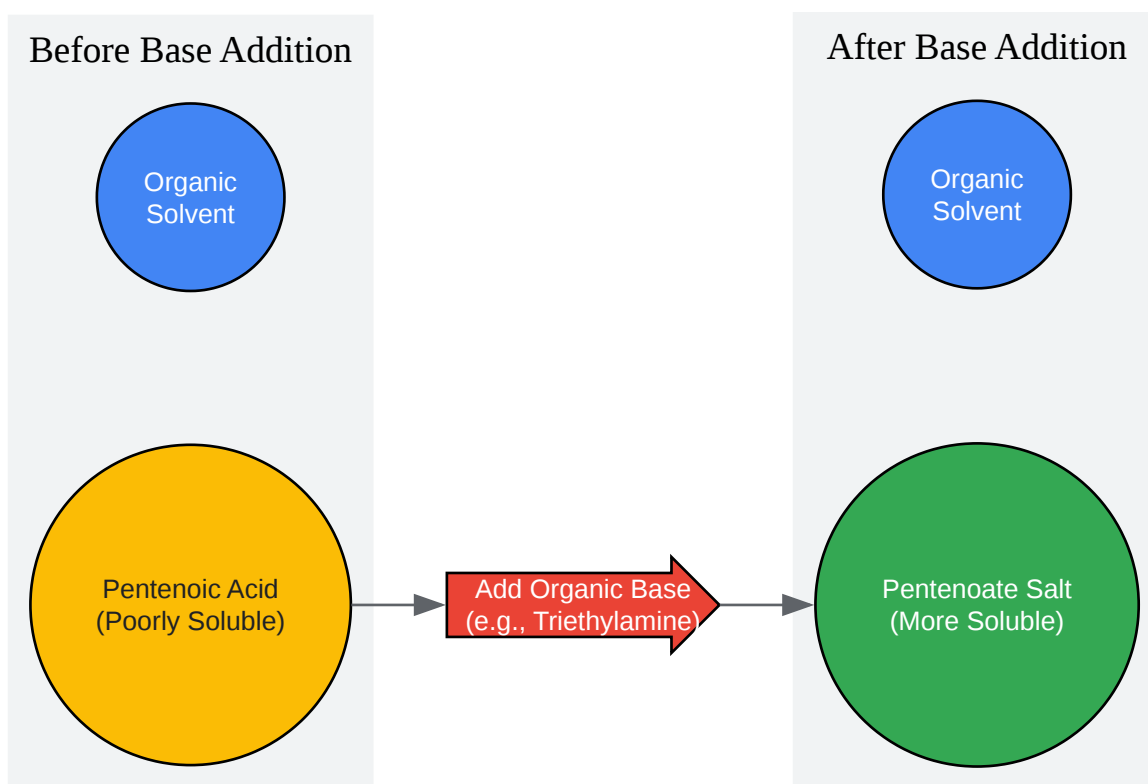 Before Base Addition
After Base Addition
Organic
Solvent
Organic
Solvent
Pentenoic Acid
(Poorly Soluble)
Add Organic Base
(e.g., Triethylamine)
Pentenoate Salt
(More Soluble)